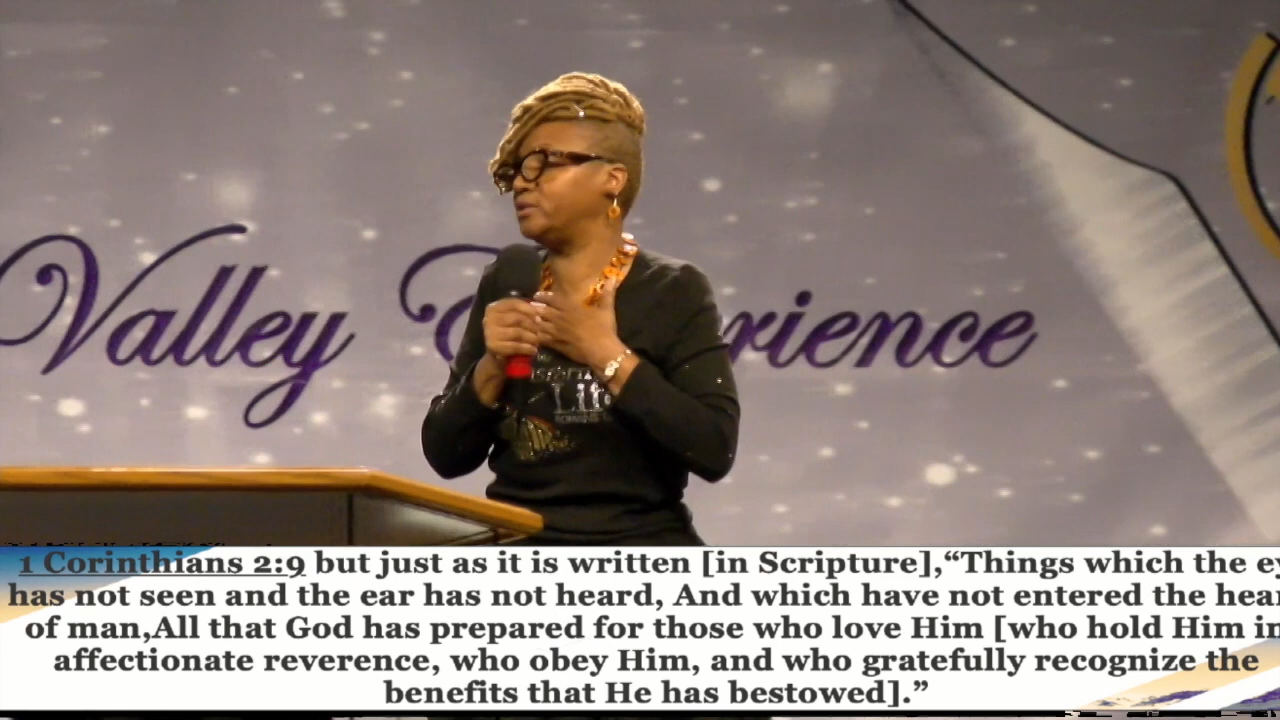 Valley rience
Life
1 Corinthians 2:9 but just as it is written [in Scripture],“Things which the ey
has not seen and the ear has not heard, And which have not entered the hear
of man,All that God has prepared for those who love Him [who hold Him in
affectionate reverence, who obey Him, and who gratefully recognize the
benefits that He has bestowed].”